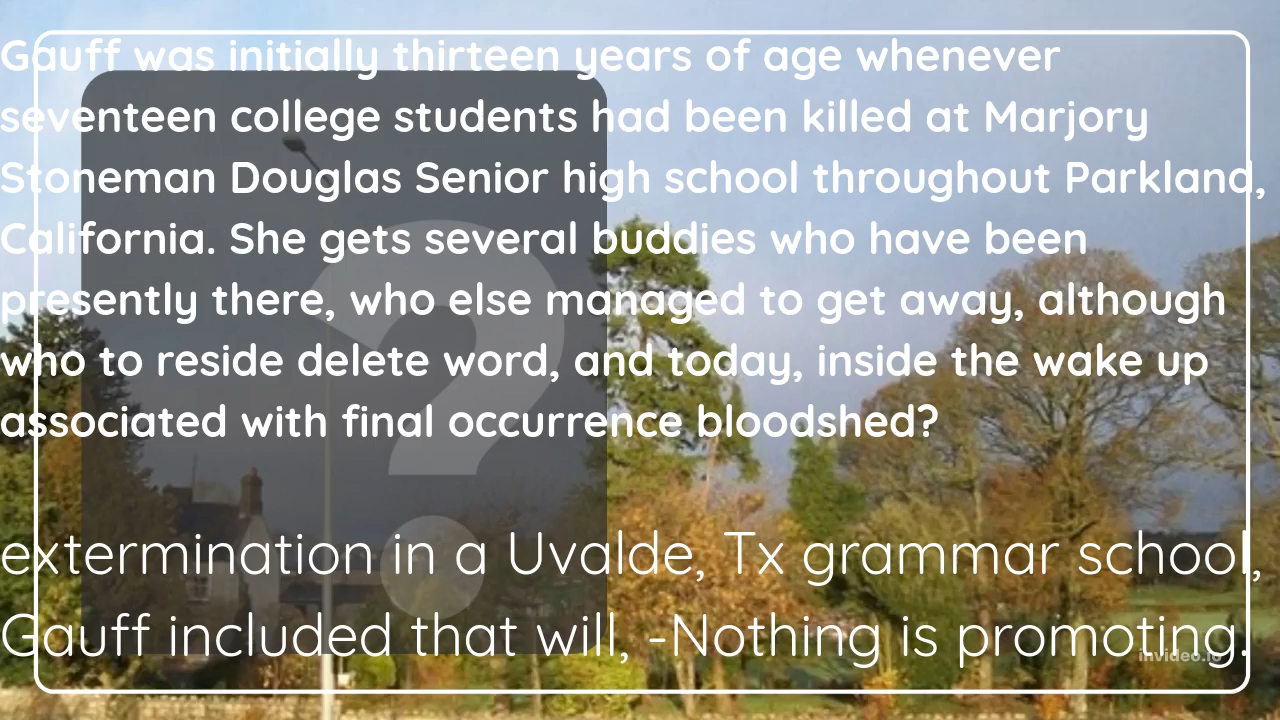 Gauff was initially thirteen years of age whenever
seventeen college students had been killed at Marjory
Stoneman Douglas Senior high school throughout Parkland,
California. She gets several buddies who have been
presently there, who else managed to get away, although
who to reside delete word, and today, inside the wake up
associated with final occurrence bloodshed?
extermination in a Uvalde, Tx grammar school,
Gauff included that will, -Nothing is promoting.
invideo.io